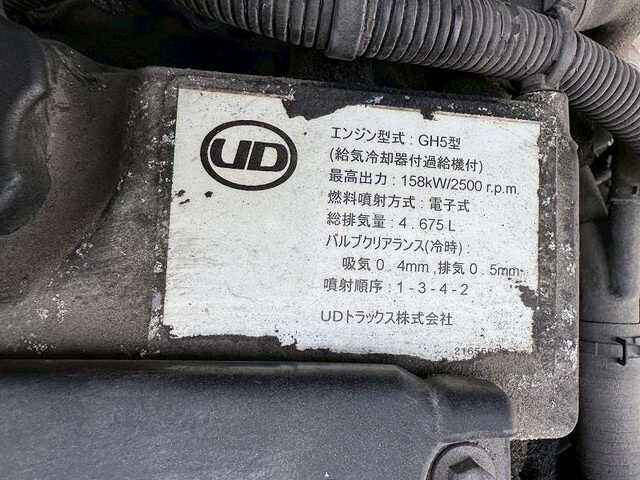 UD
エンジン型式 : GH5型
(給気冷却器付過給機付)
最高出力 : 158kW/2500 r.p.m.
燃料噴射方式 : 電子式
総排気量 : 4.675 L
バルブクリアランス(冷時) :
吸気0.4mm ,排気0.5mm
噴射順序 : 1-3-4-2
UDトラックス株式会社